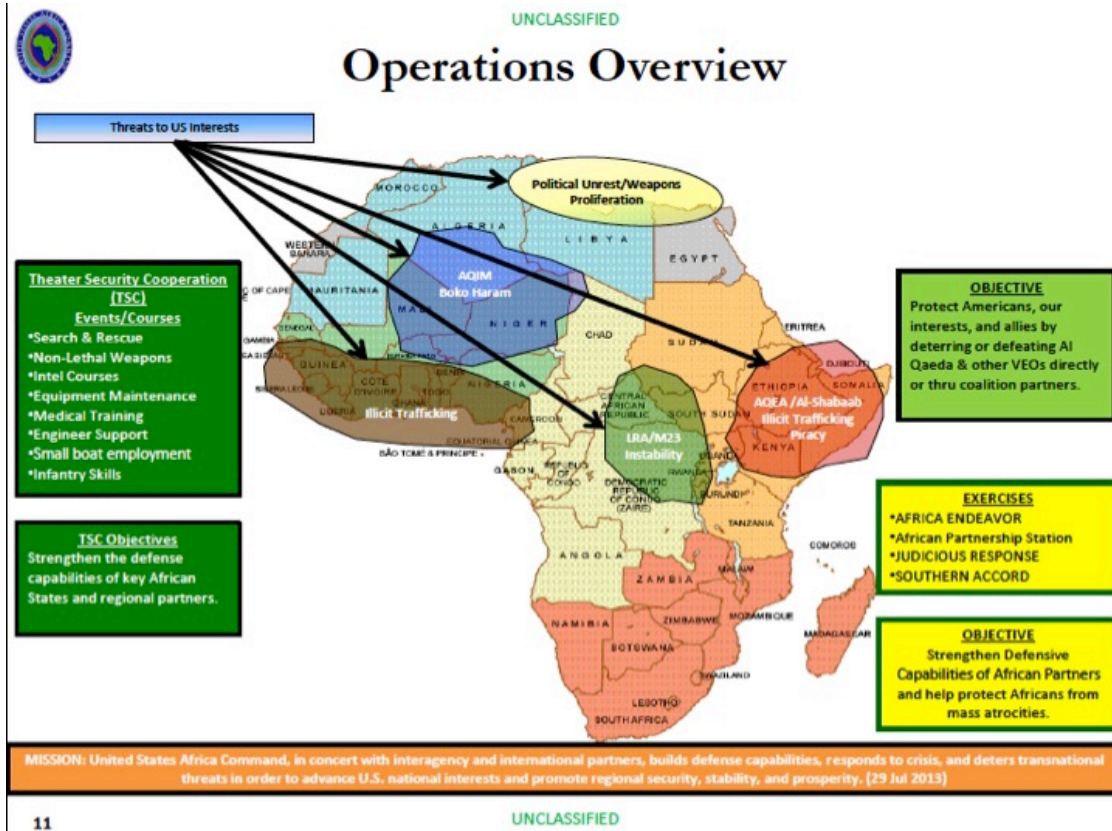 UNCLASSIFIED
Operations Overview
Threats to US Interests
Political Unrest/Weapons
Proliferation
MOROCCO
ALGERIA
LIBYA
EGYPT
WESTERN
SAHARA
AQIM
Boko Haram
MAURITANIA
OF CAPE
MALI
NIGER
CHAD
SUDAN
ERITREA
DJIBOUTI
SENEGAL
GAMBIA
GUINEA
SIERRA LEONE
LIBERIA
COTE
D'IVOIRE
GHANA
TOGO
BENIN
NIGERIA
Illicit Trafficking
CAMEROON
EQUATORIAL GUINEA
SÃO TOMÉ & PRINCIPE
GABON
REPUBLIC
OF
CONGO
CENTRAL
AFRICAN
REPUBLIC
SOUTH SUDAN
ETHIOPIA
SOMALIA
AQEA /Al-Shabaab
Illicit Trafficking
Piracy
KENYA
LRA/M23
Instability
UGANDA
RWANDA
BURUNDI
DEMOCRATIC
REPUBLIC
OF CONGO
(ZAIRE)
TANZANIA
COMOROS
ANGOLA
ZAMBIA
MALAWI
MOZAMBIQUE
MADAGASCAR
NAMIBIA
ZIMBABWE
BOTSWANA
SWAZILAND
LESOTHO
SOUTH AFRICA
Theater Security Cooperation
(TSC)
Events/Courses
•Search & Rescue
•Non-Lethal Weapons
•Intel Courses
•Equipment Maintenance
•Medical Training
•Engineer Support
•Small boat employment
•Infantry Skills
TSC Objectives
Strengthen the defense
capabilities of key African
States and regional partners.
OBJECTIVE
Protect Americans, our
interests, and allies by
deterring or defeating Al
Qaeda & other VEOs directly
or thru coalition partners.
EXERCISES
•AFRICA ENDEAVOR
•African Partnership Station
•JUDICIOUS RESPONSE
•SOUTHERN ACCORD
OBJECTIVE
Strengthen Defensive
Capabilities of African Partners
and help protect Africans from
mass atrocities.
MISSION: United States Africa Command, in concert with interagency and international partners, builds defense capabilities, responds to crisis, and deters transnational
threats in order to advance U.S. national interests and promote regional security, stability, and prosperity. (29 Jul 2013)
11
UNCLASSIFIED